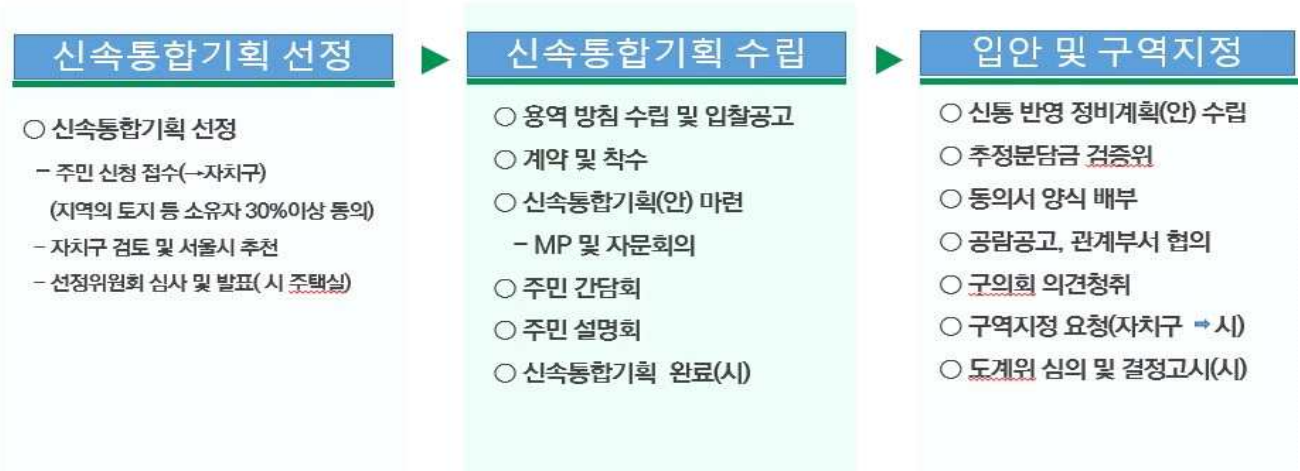 신속통합기획 선정
○ 신속통합기획 선정
- 주민 신청 접수(→자치구)
(지역의 토지 등 소유자 30%이상 동의)
- 자치구 검토 및 서울시 추천
- 선정위원회 심사 및 발표( 시 주택실)
▶
신속통합기획 수립
○ 용역 방침 수립 및 입찰공고
○ 계약 및 착수
○ 신속통합기획(안) 마련
- MP 및 자문회의
○ 주민 간담회
○ 주민 설명회
○ 신속통합기획 완료(시)
▶
입안 및 구역지정
○ 신통 반영 정비계획(안) 수립
○ 추정분담금 검증위
○ 동의서 양식 배부
○ 공람공고, 관계부서 협의
○ 구의회 의견청취
○ 구역지정 요청(자치구 ➡ 시)
○ 도계위 심의 및 결정고시(시)